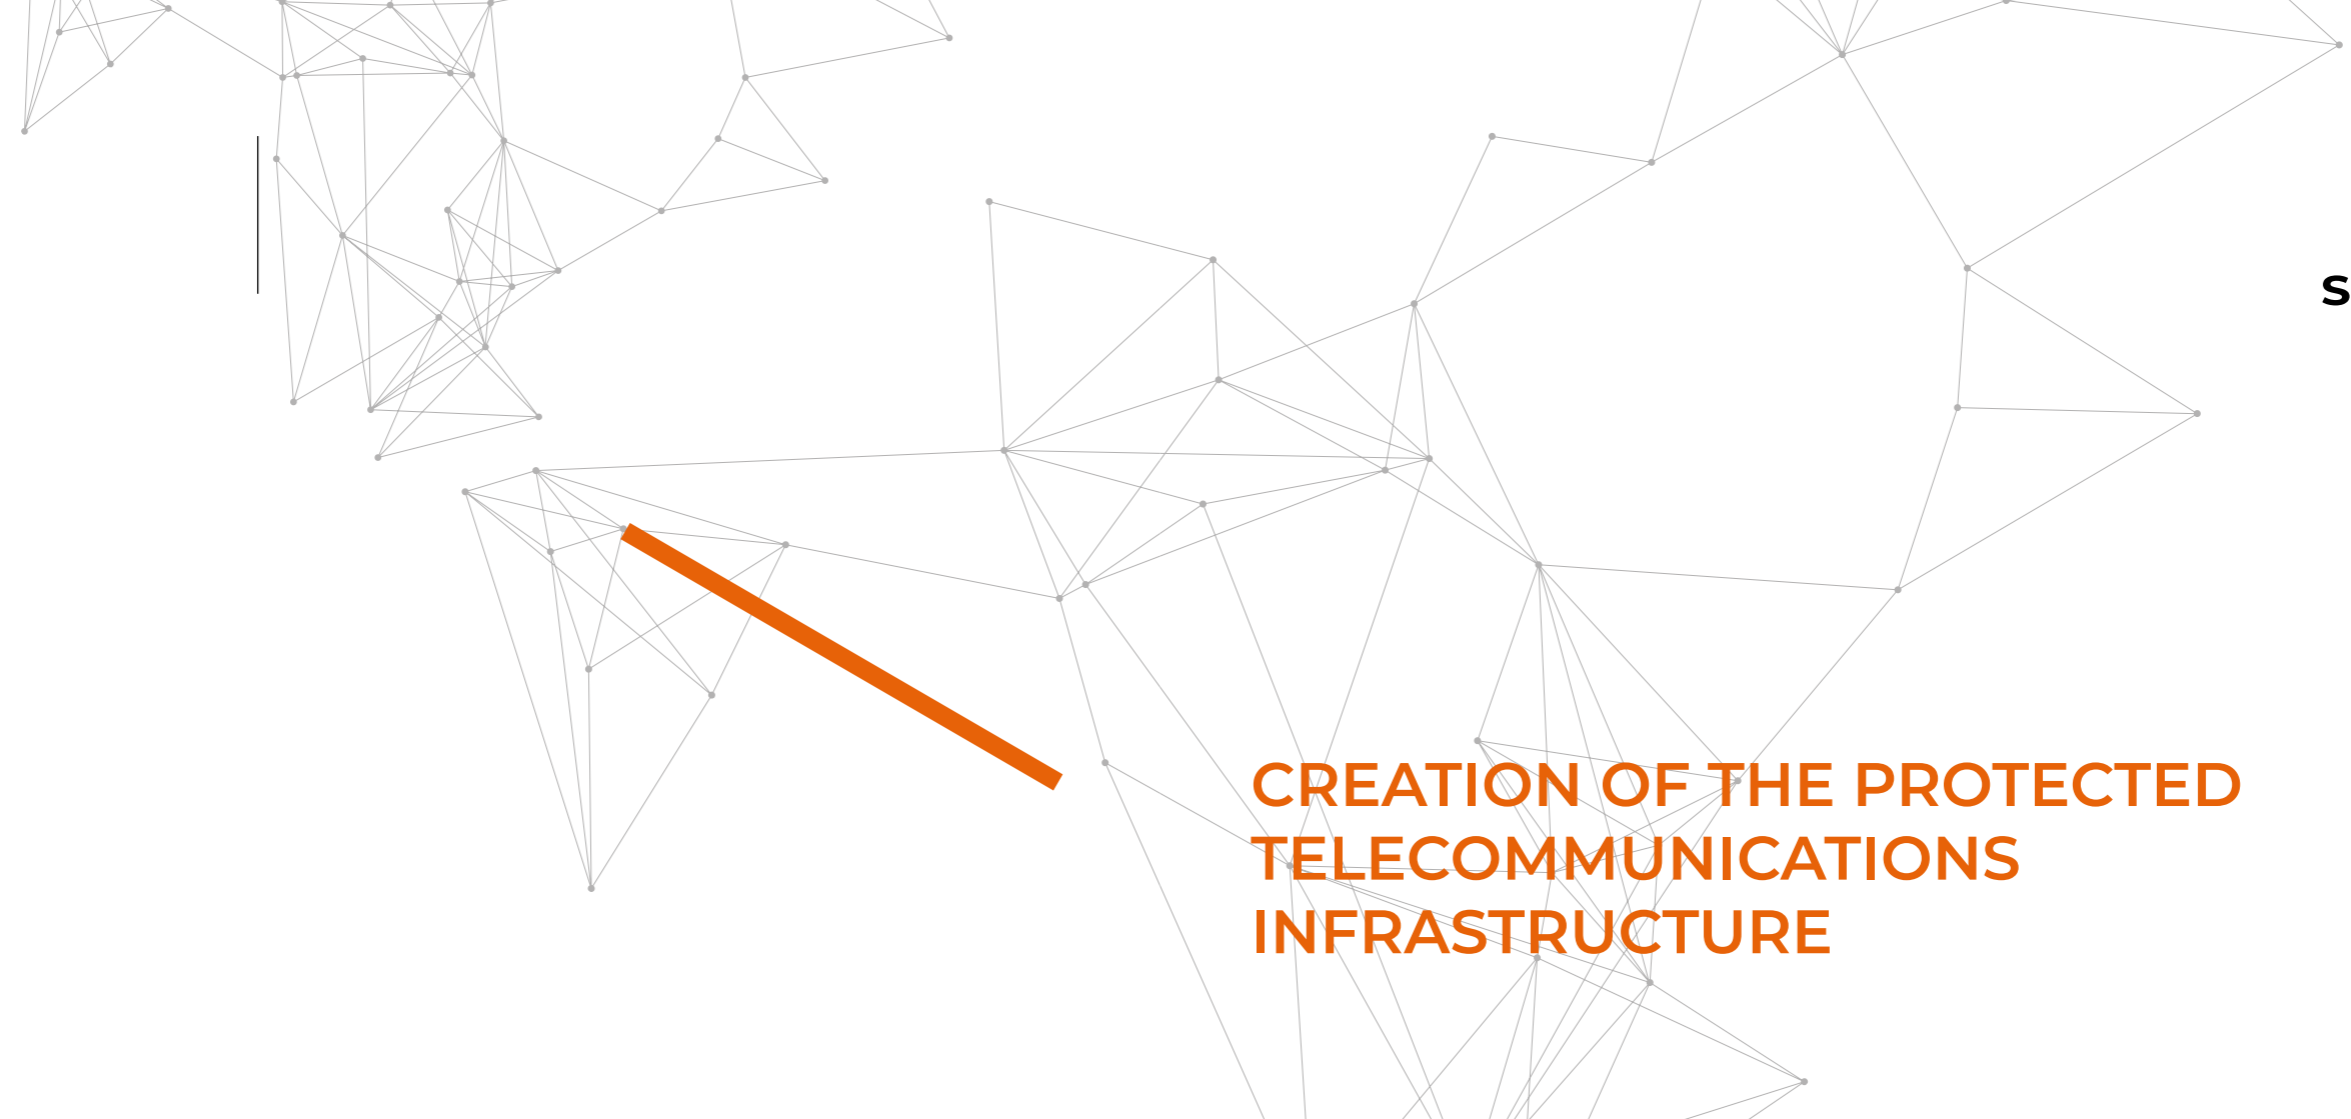 s
CREATION OF THE PROTECTED
TELECOMMUNICATIONS
INFRASTRUCTURE